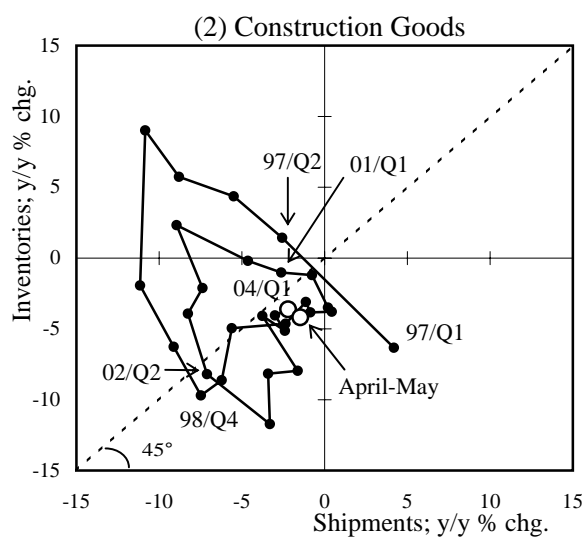 (2) Construction Goods
Inventories; y/y % chg.
15
10
5
0
-5
-10
-15
97/Q2
01/Q1
04/Q1
97/Q1
April-May
02/Q2
98/Q4
45°
-15
-10
-5
0
5
10
15
Shipments; y/y % chg.